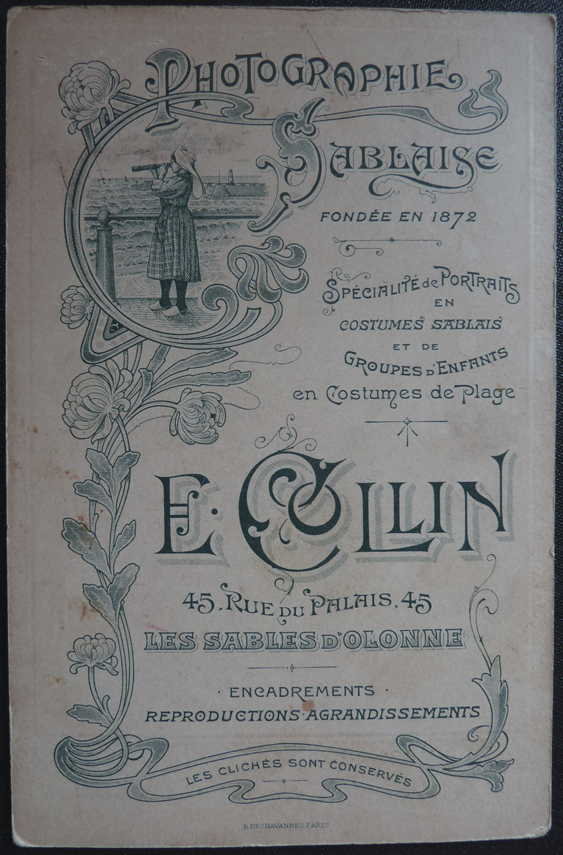 PHOTOGRAPHIE
SABLAISE
FONDÉE EN 1872
SPÉCIALITÉ de PORTRAITS
EN
COSTUMES SABLAIS
ET DE
GROUPES D'ENFANTS
en Costumes de Plage
E. COLLIN
45. RUE DU PALAIS. 45
LES SABLES D'OLONNE
· ENCADREMENTS ·
REPRODUCTIONS · AGRANDISSEMENTS
LES CLICHÉS SONT CONSERVÉS
PARIS